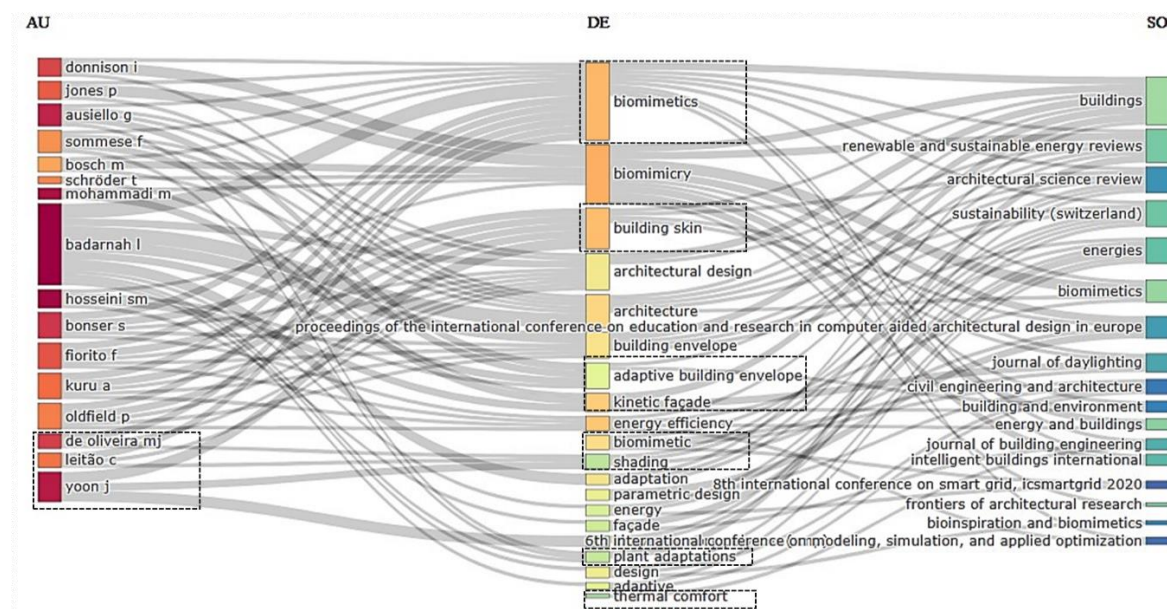 AU
DE
SO
donnison i
jones p
ausiello g
sommese f
bosch m
schröder t
mohammadi m
badarnah l
hosseini sm
bonser s
fiorito f
kuru a
oldfield p
de oliveira mj
leitão c
yoon j
biomimetics
biomimicry
building skin
architectural design
architecture
building envelope
adaptive building envelope
kinetic façade
energy efficiency
biomimetic
shading
adaptation
parametric design
energy
façade
plant adaptations
design
adaptive
thermal comfort
buildings
renewable and sustainable energy reviews
architectural science review
sustainability (switzerland)
energies
biomimetics
proceedings of the international conference on education and research in computer aided architectural design in europe
journal of daylighting
civil engineering and architecture
building and environment
energy and buildings
journal of building engineering
intelligent buildings international
8th international conference on smart grid, icsmartgrid 2020
frontiers of architectural research
bioinspiration and biomimetics
6th international conference on modeling, simulation, and applied optimization